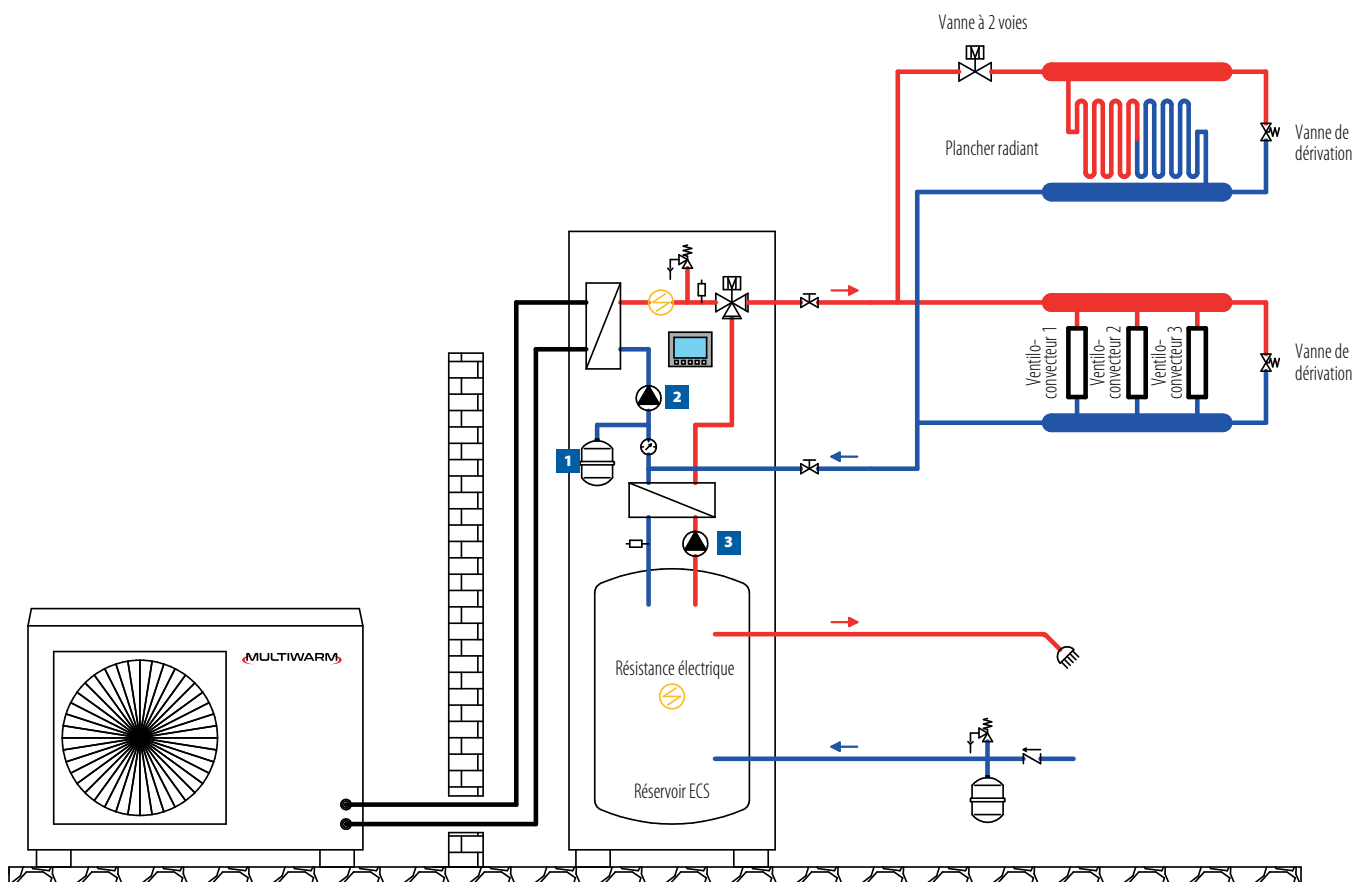 Vanne à 2 voies
M
Plancher radiant
Vanne de
dérivation
M
Ventilo-
convecteur 1
Ventilo-
convecteur 2
Ventilo-
convecteur 3
Vanne de
dérivation
2
1
3
MULTIWARM
Résistance électrique
Réservoir ECS